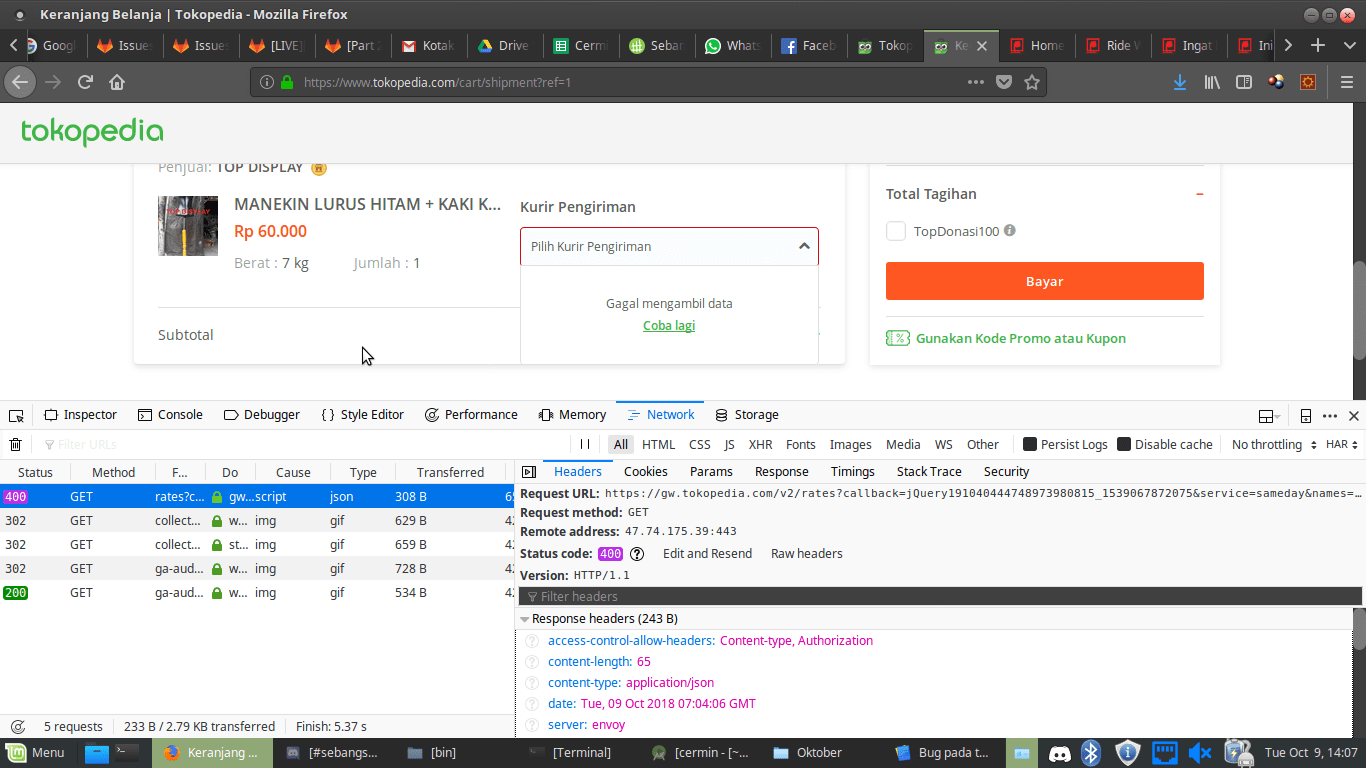 Keranjang Belanja | Tokopedia - Mozilla Firefox
Googl Issues Issues [LIVE] [Part 2 Kotak Drive Cermi Sebar Whats Faceb Tokop Ke Home Ride W Ingat Ini
https://www.tokopedia.com/cart/shipment?ref=1
tokopedia
Penjual: TOP DISPLAY
MANEKIN LURUS HITAM + KAKI K...
Rp 60.000
Berat : 7 kg Jumlah : 1
Kurir Pengiriman
Pilih Kurir Pengiriman
Gagal mengambil data
Coba lagi
Subtotal
Total Tagihan –
TopDonasi100
Bayar
Gunakan Kode Promo atau Kupon
Inspector Console Debugger Style Editor Performance Memory Network Storage
Filter URLs All HTML CSS JS XHR Fonts Images Media WS Other Persist Logs Disable cache No throttling HAR
Status Method F... Do Cause Type Transferred
400 GET rates?c... gw... script json 308 B 65
302 GET collect... w... img gif 629 B 42
302 GET collect... st... img gif 659 B 42
302 GET ga-aud... w... img gif 728 B 42
200 GET ga-aud... w... img gif 534 B 42
5 requests 233 B / 2.79 KB transferred Finish: 5.37 s
Headers Cookies Params Response Timings Stack Trace Security
Request URL: https://gw.tokopedia.com/v2/rates?callback=jQuery191040444748973980815_1539067872075&service=sameday&names=...
Request method: GET
Remote address: 47.74.175.39:443
Status code: 400 Edit and Resend Raw headers
Version: HTTP/1.1
Filter headers
Response headers (243 B)
access-control-allow-headers: Content-type, Authorization
content-length: 65
content-type: application/json
date: Tue, 09 Oct 2018 07:04:06 GMT
server: envoy
Menu Keranjang ... [#sebangs... [bin] [Terminal] [cermin - [~... Oktober Bug pada t... Tue Oct 9, 14:07